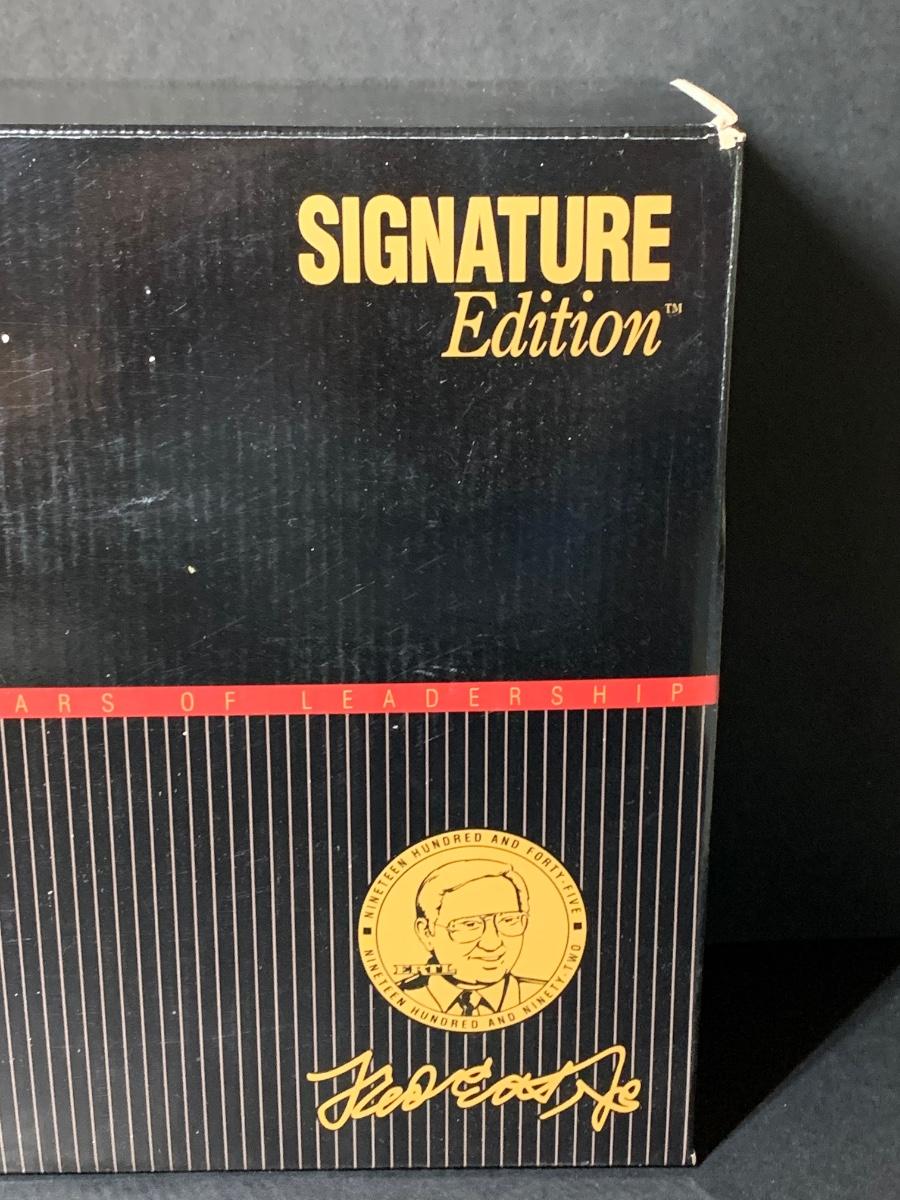 SIGNATURE
Edition™
ARS OF LEADERSHIP
NINETEEN HUNDRED AND FORTY-FIVE
ERTL
NINETEEN HUNDRED AND NINETY-TWO